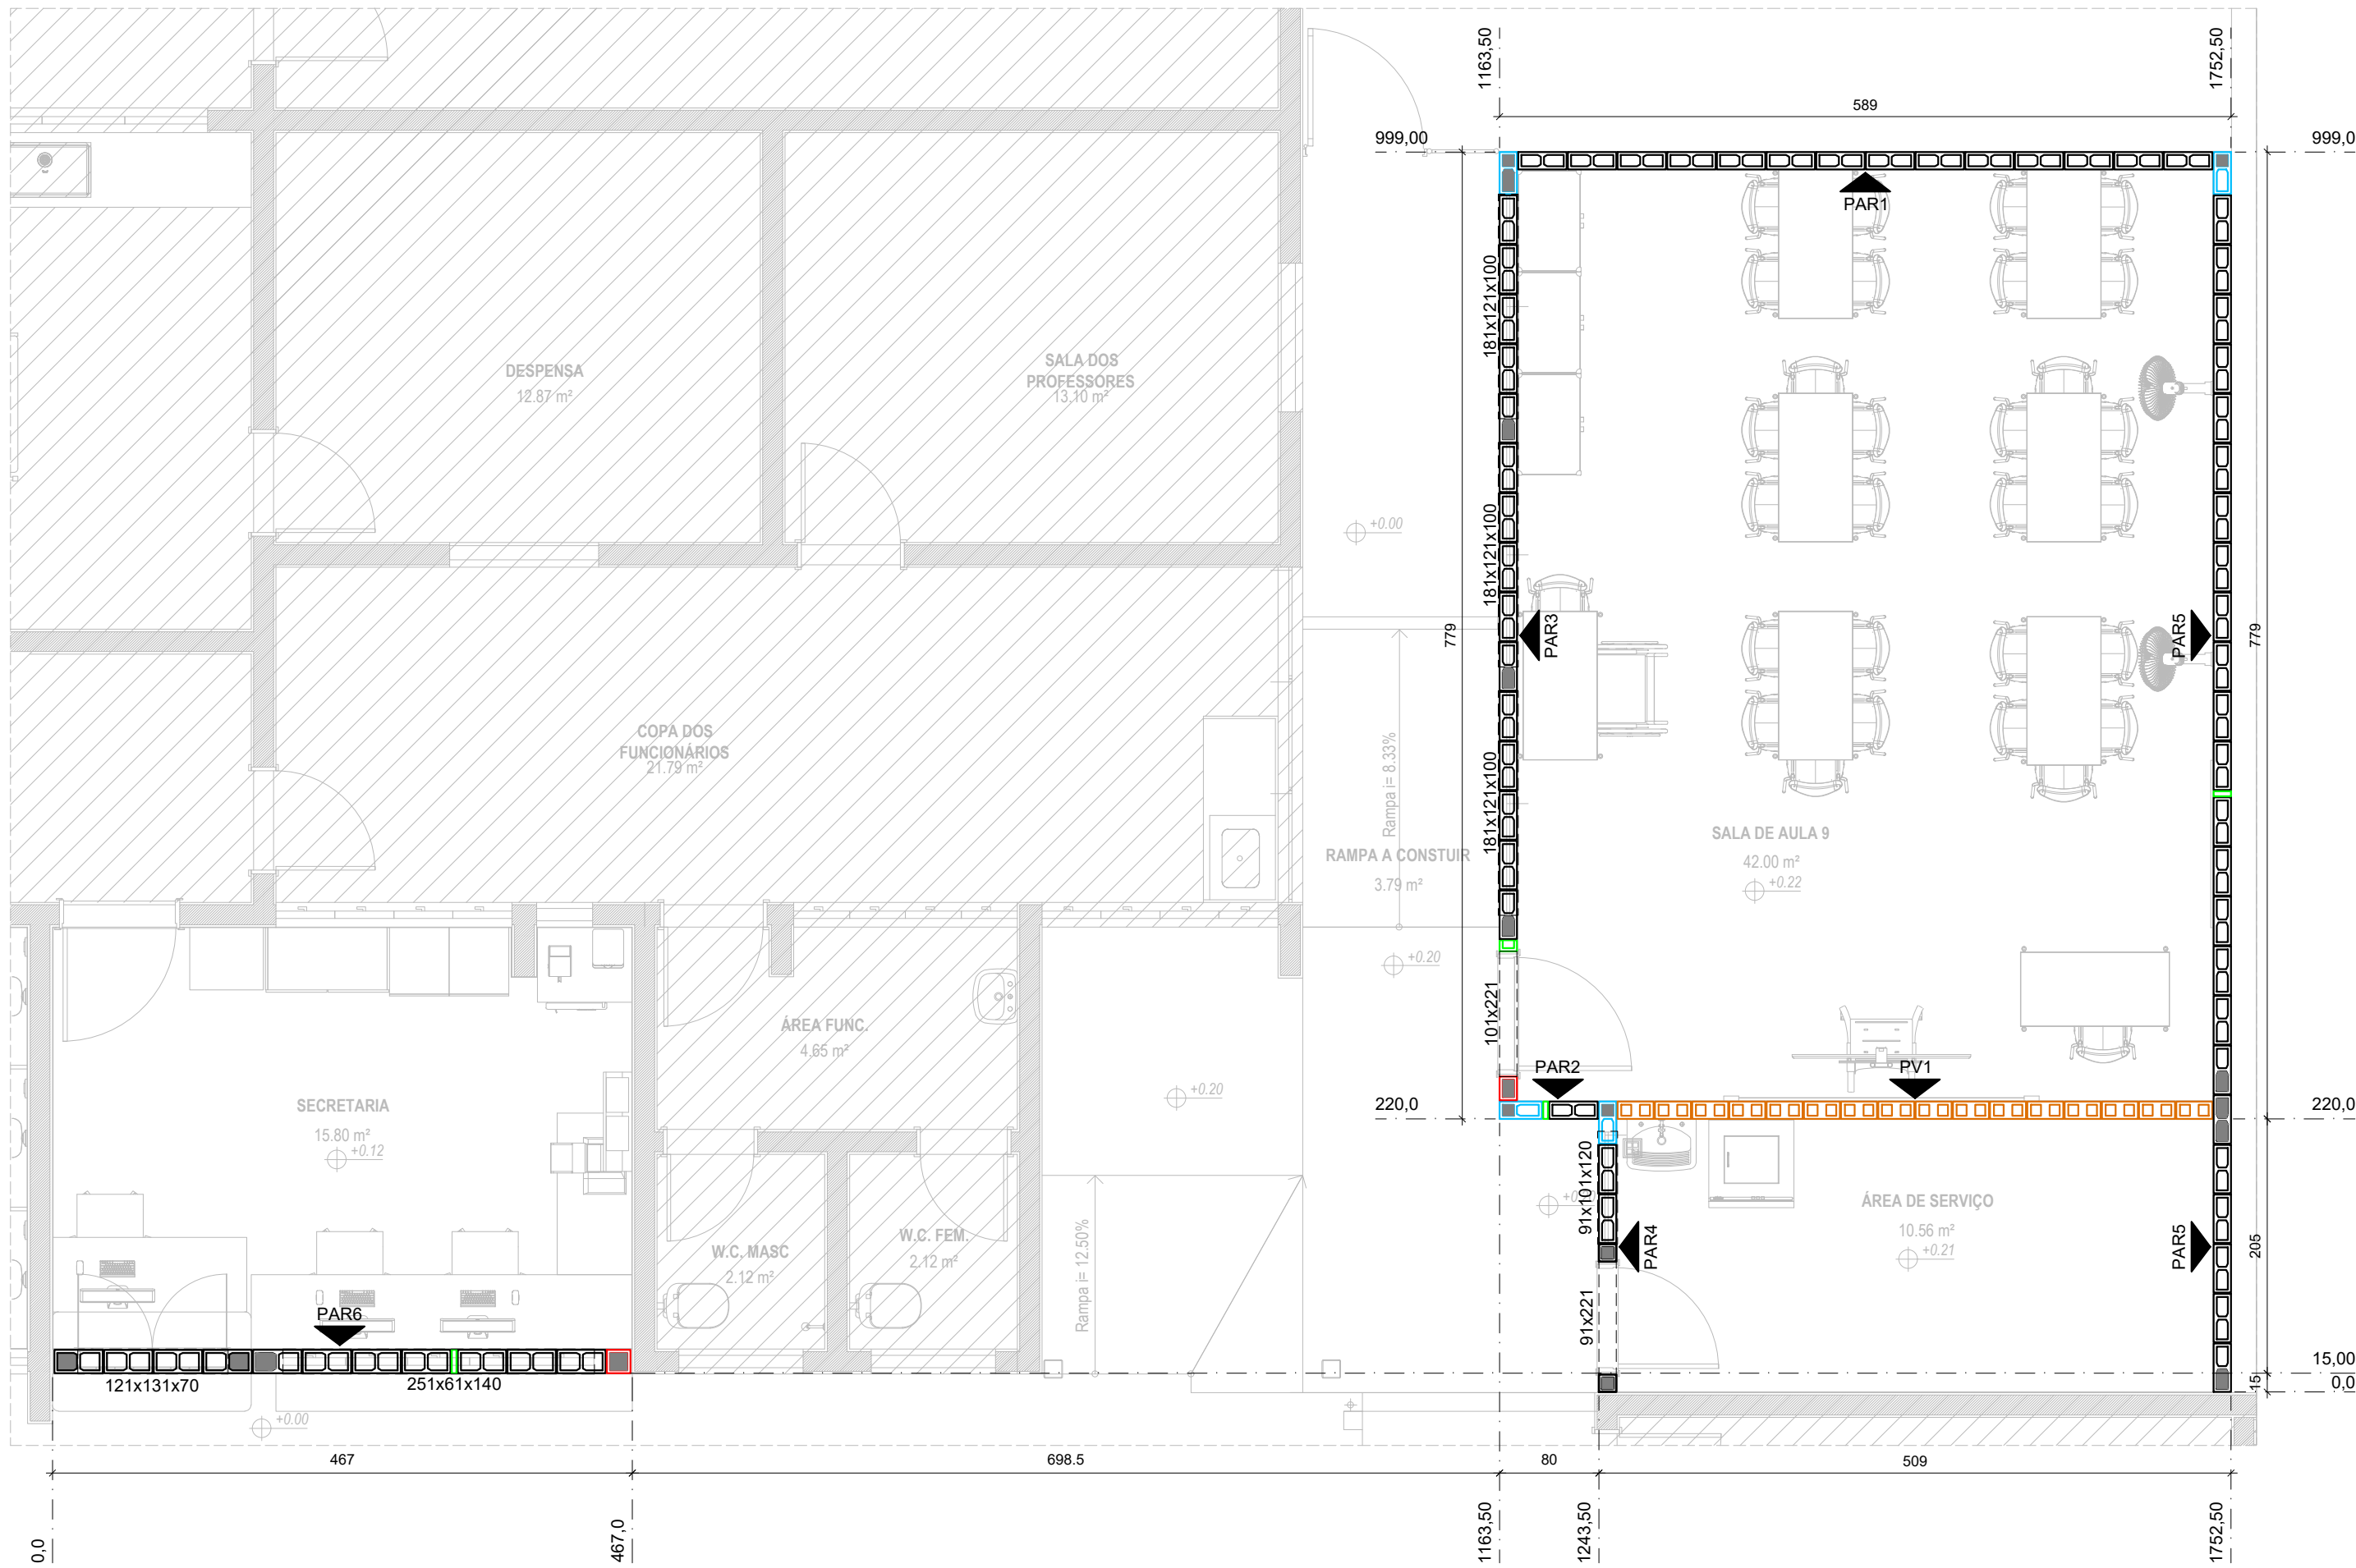 1163,50
1752,50
589
999,00
999,0
PAR1
181x121x100
DESPENSA
12.87 m²
SALA DOS
PROFESSORES
13.10 m²
+0.00
181x121x100
779
PAR3
PAR5
779
COPA DOS
FUNCIONÁRIOS
21.79 m²
Rampa i= 8.33%
181x121x100
SALA DE AULA 9
42.00 m²
+0.22
RAMPA A CONSTUIR
3.79 m²
+0.20
101x221
ÁREA FUNC.
4.65 m²
PAR2
PV1
SECRETARIA
15.80 m²
+0.12
+0.20
220,0
220,0
91x101x120
ÁREA DE SERVIÇO
10.56 m²
+0.21
W.C. MASC
2.12 m²
W.C. FEM.
2.12 m²
Rampa i= 12.50%
PAR4
PAR5
205
PAR6
91x221
121x131x70
251x61x140
15,00
15
0,0
+0.00
467
698.5
80
509
0,0
467,0
1163,50
1243,50
1752,50